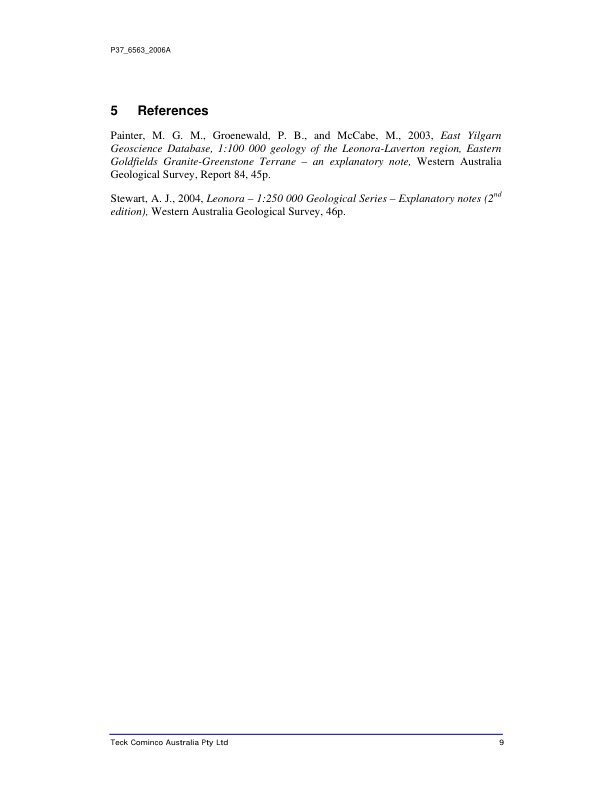 P37_6563_2006A
5 References
Painter, M. G. M., Groenewald, P. B., and McCabe, M., 2003, East Yilgarn
Geoscience Database, 1:100 000 geology of the Leonora-Laverton region, Eastern
Goldfields Granite-Greenstone Terrane – an explanatory note, Western Australia
Geological Survey, Report 84, 45p.
Stewart, A. J., 2004, Leonora – 1:250 000 Geological Series – Explanatory notes (2nd
edition), Western Australia Geological Survey, 46p.
Teck Cominco Australia Pty Ltd 9